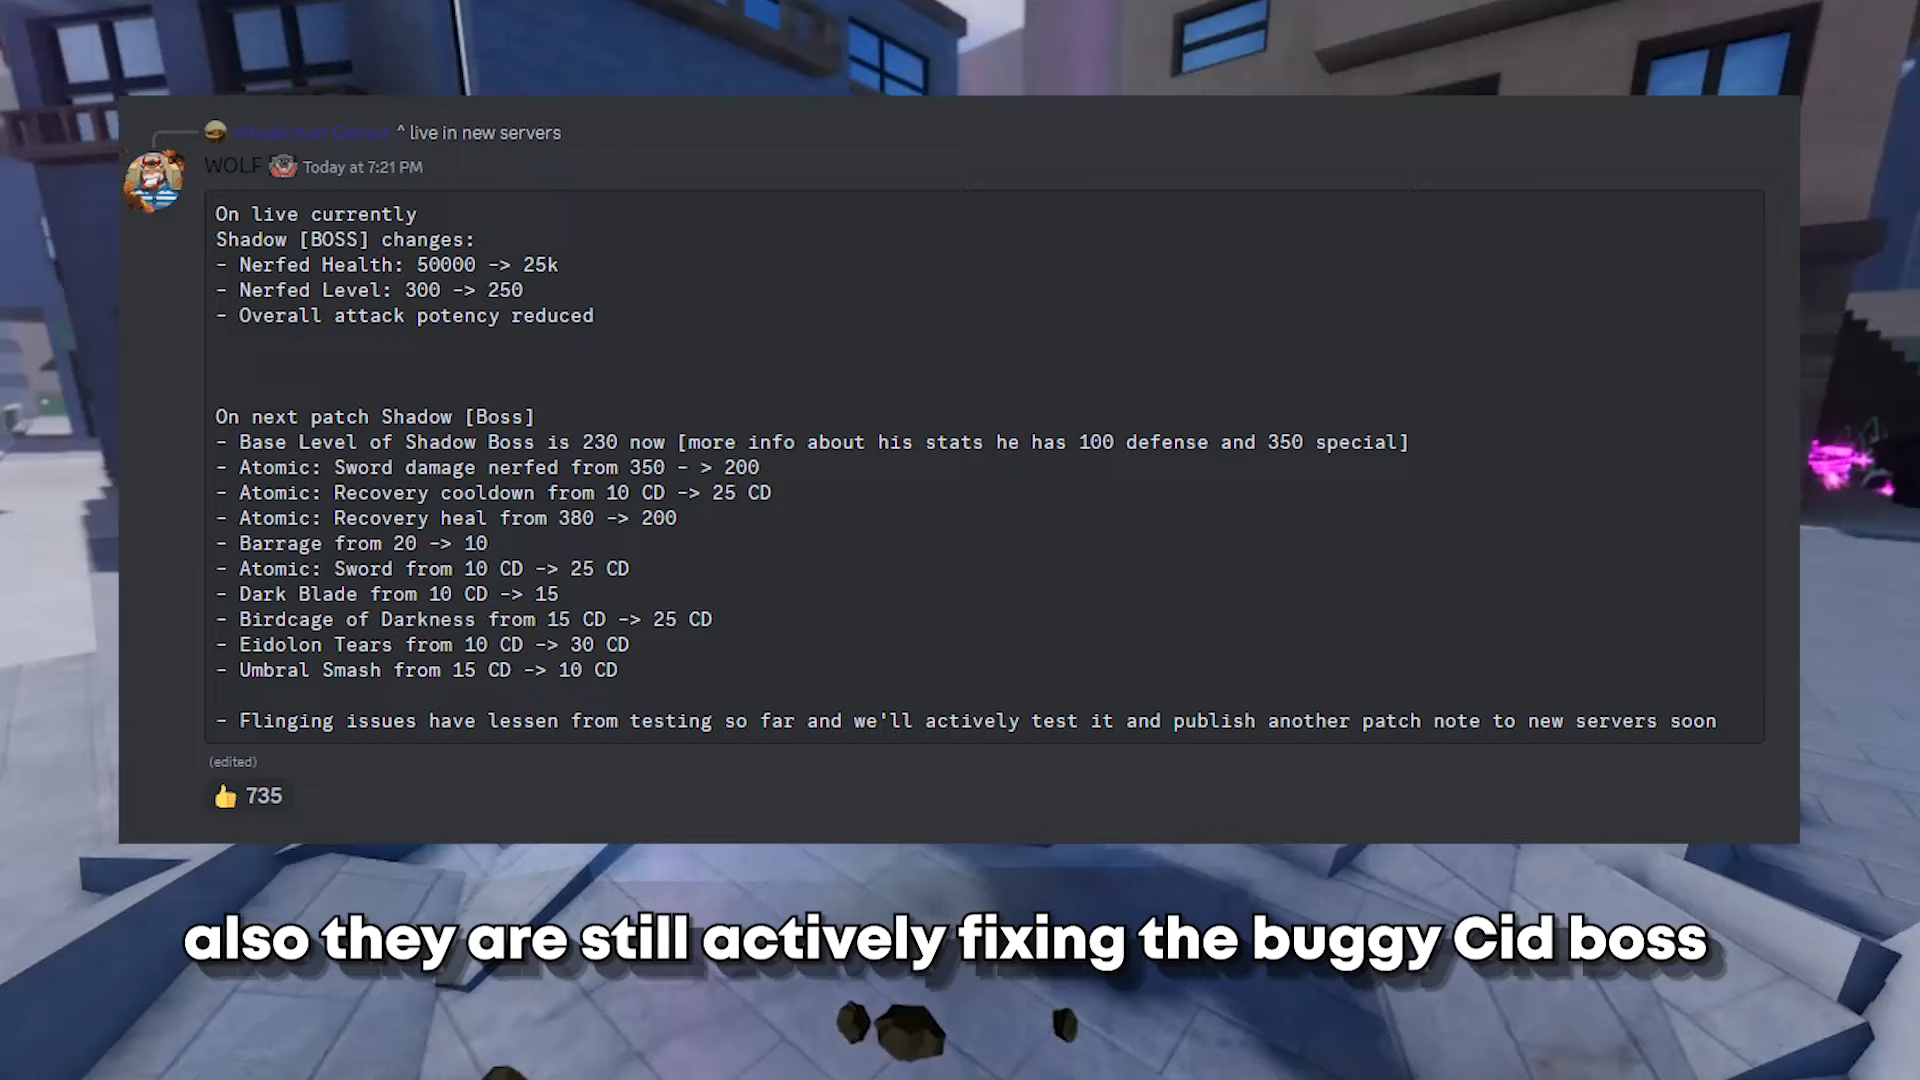 Wheelchair Genius ^ live in new servers
WOLF Today at 7:21 PM
On live currently
Shadow [BOSS] changes:
- Nerfed Health: 50000 -> 25k
- Nerfed Level: 300 -> 250
- Overall attack potency reduced
On next patch Shadow [Boss]
- Base Level of Shadow Boss is 230 now [more info about his stats he has 100 defense and 350 special]
- Atomic: Sword damage nerfed from 350 - > 200
- Atomic: Recovery cooldown from 10 CD -> 25 CD
- Atomic: Recovery heal from 380 -> 200
- Barrage from 20 -> 10
- Atomic: Sword from 10 CD -> 25 CD
- Dark Blade from 10 CD -> 15
- Birdcage of Darkness from 15 CD -> 25 CD
- Eidolon Tears from 10 CD -> 30 CD
- Umbral Smash from 15 CD -> 10 CD
- Flinging issues have lessen from testing so far and we'll actively test it and publish another patch note to new servers soon
(edited)
735
also they are still actively fixing the buggy Cid boss